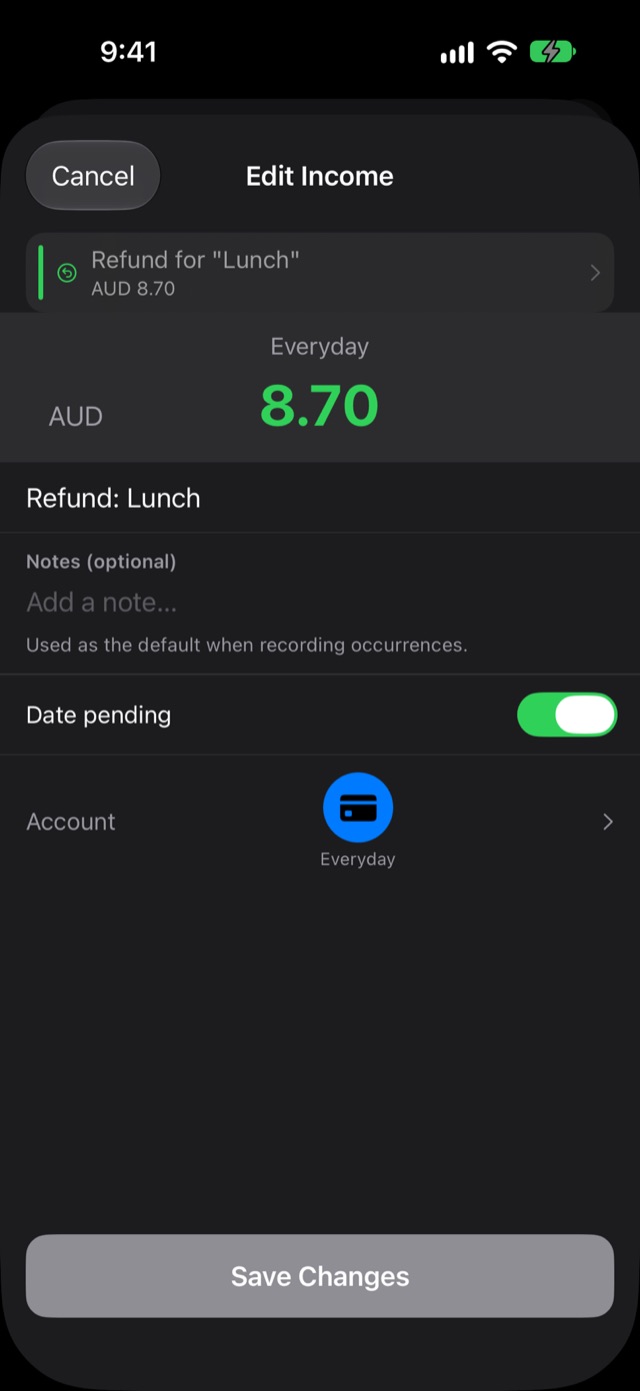 9:41
Cancel
Edit Income
Refund for "Lunch"
AUD 8.70
Everyday
AUD
8.70
Refund: Lunch
Notes (optional)
Add a note...
Used as the default when recording occurrences.
Date pending
Account
Everyday
Save Changes